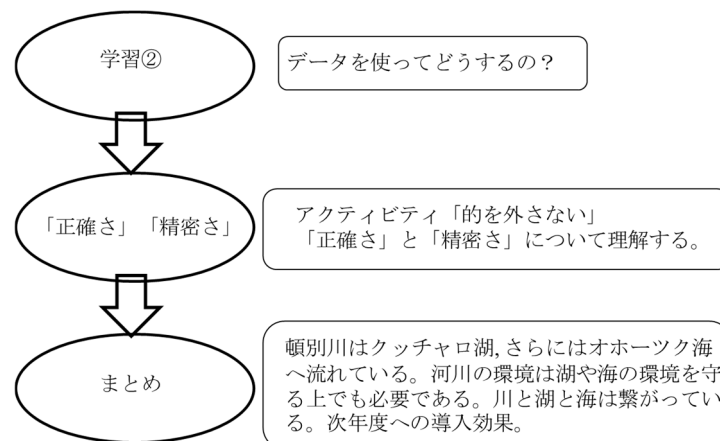 学習②
データを使ってどうするの？
「正確さ」「精密さ」
アクティビティ「的を外さない」
「正確さ」と「精密さ」について理解する。
まとめ
頓別川はクッチャロ湖,さらにはオホーツク海
へ流れている。河川の環境は湖や海の環境を守
る上でも必要である。川と湖と海は繋がってい
る。次年度への導入効果。